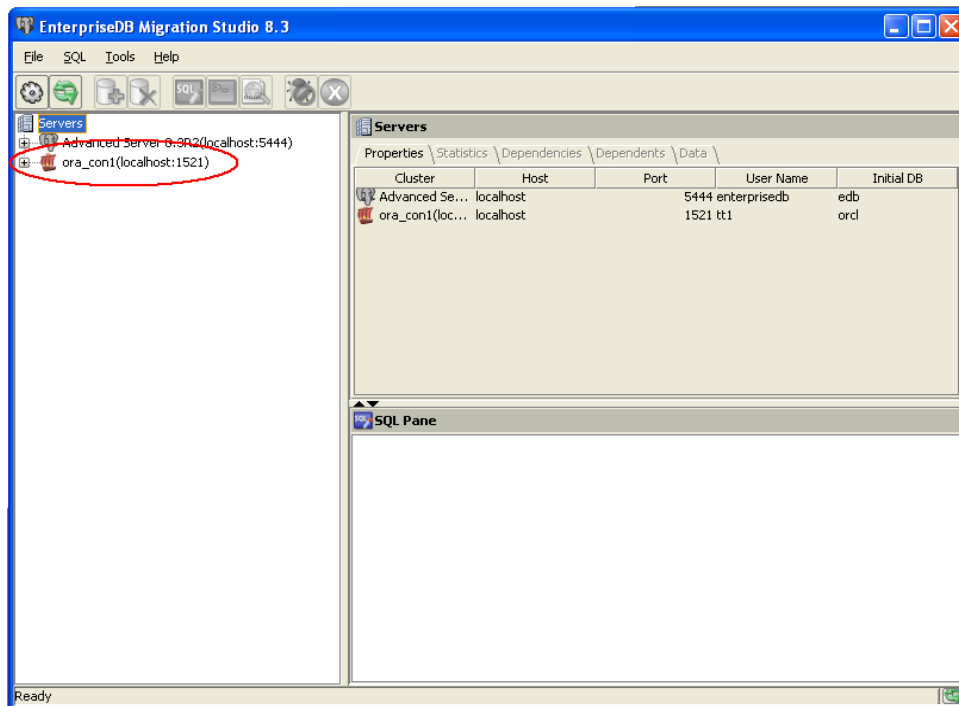 EnterpriseDB Migration Studio 8.3
File SQL Tools Help
Servers
Advanced Server 8.3R2(localhost:5444)
ora_con1(localhost:1521)
Servers
Properties Statistics Dependencies Dependents Data
Cluster Host Port User Name Initial DB
Advanced Se... localhost 5444 enterprisedb edb
ora_con1(loc... localhost 1521 tt1 orcl
SQL SQL Pane
Ready